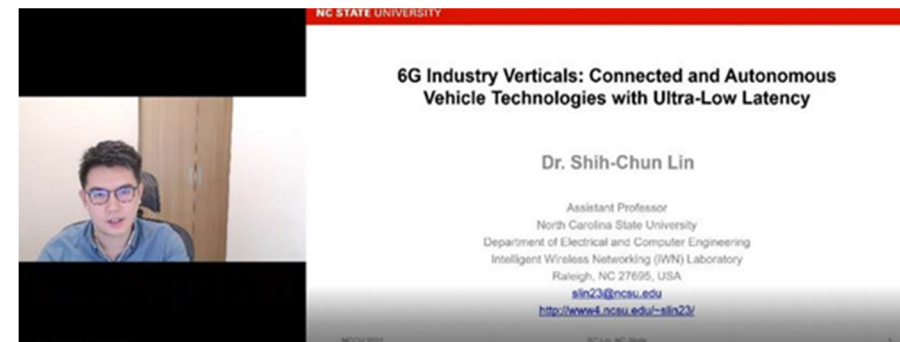 NC STATE UNIVERSITY
6G Industry Verticals: Connected and Autonomous
Vehicle Technologies with Ultra-Low Latency
Dr. Shih-Chun Lin
Assistant Professor
North Carolina State University
Department of Electrical and Computer Engineering
Intelligent Wireless Networking (iWN) Laboratory
Raleigh, NC 27695, USA
slin23@ncsu.edu
http://www4.ncsu.edu/~slin23/